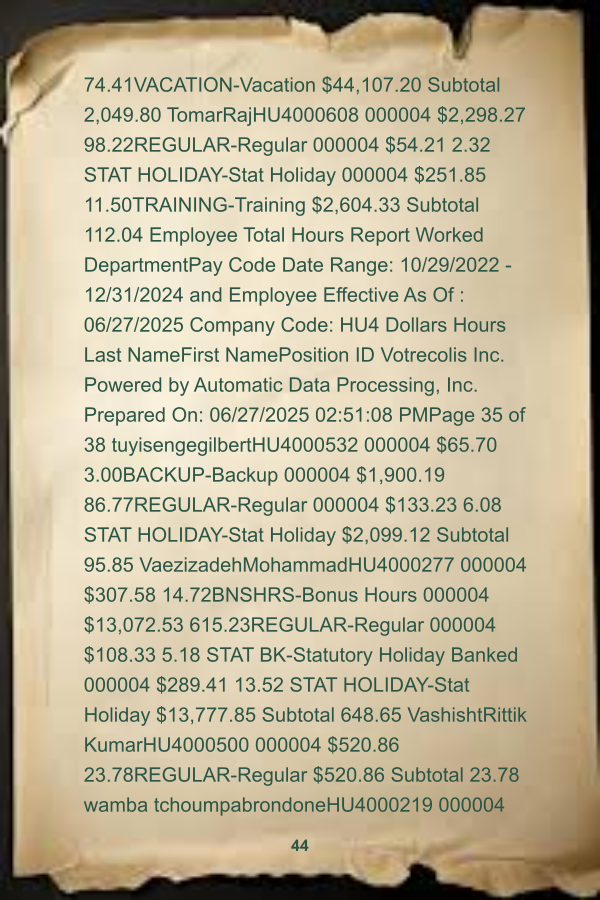 74.41VACATION-Vacation $44,107.20 Subtotal
2,049.80 TomarRajHU4000608 000004 $2,298.27
98.22REGULAR-Regular 000004 $54.21 2.32
STAT HOLIDAY-Stat Holiday 000004 $251.85
11.50TRAINING-Training $2,604.33 Subtotal
112.04 Employee Total Hours Report Worked
DepartmentPay Code Date Range: 10/29/2022 -
12/31/2024 and Employee Effective As Of :
06/27/2025 Company Code: HU4 Dollars Hours
Last NameFirst NamePosition ID Votrecolis Inc.
Powered by Automatic Data Processing, Inc.
Prepared On: 06/27/2025 02:51:08 PMPage 35 of
38 tuyisengegilbertHU4000532 000004 $65.70
3.00BACKUP-Backup 000004 $1,900.19
86.77REGULAR-Regular 000004 $133.23 6.08
STAT HOLIDAY-Stat Holiday $2,099.12 Subtotal
95.85 VaezizadehMohammadHU4000277 000004
$307.58 14.72BNSHRS-Bonus Hours 000004
$13,072.53 615.23REGULAR-Regular 000004
$108.33 5.18 STAT BK-Statutory Holiday Banked
000004 $289.41 13.52 STAT HOLIDAY-Stat
Holiday $13,777.85 Subtotal 648.65 VashishtRittik
KumarHU4000500 000004 $520.86
23.78REGULAR-Regular $520.86 Subtotal 23.78
wamba tchoumpabrondoneHU4000219 000004
44